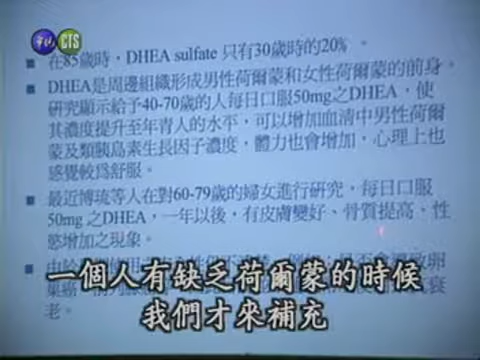 華視 CTS
在85歲時，DHEA sulfate 只有30歲時的20%。
DHEA是周邊組織形成男性荷爾蒙和女性荷爾蒙的前身。
研究顯示給予40-70歲的人每日口服50mg之DHEA，使
其濃度提升至年青人的水平，可以增加血清中男性荷爾
蒙及類胰島素生長因子濃度，體力也會增加，心理上也
感覺較為舒服。
最近博琉等人在對60-79歲的婦女進行研究，每日口服
50mg 之DHEA，一年以後，有皮膚變好、骨質提高、性
慾增加之現象。
由於
巢癌
老。
一個人有缺乏荷爾蒙的時候
我們才來補充